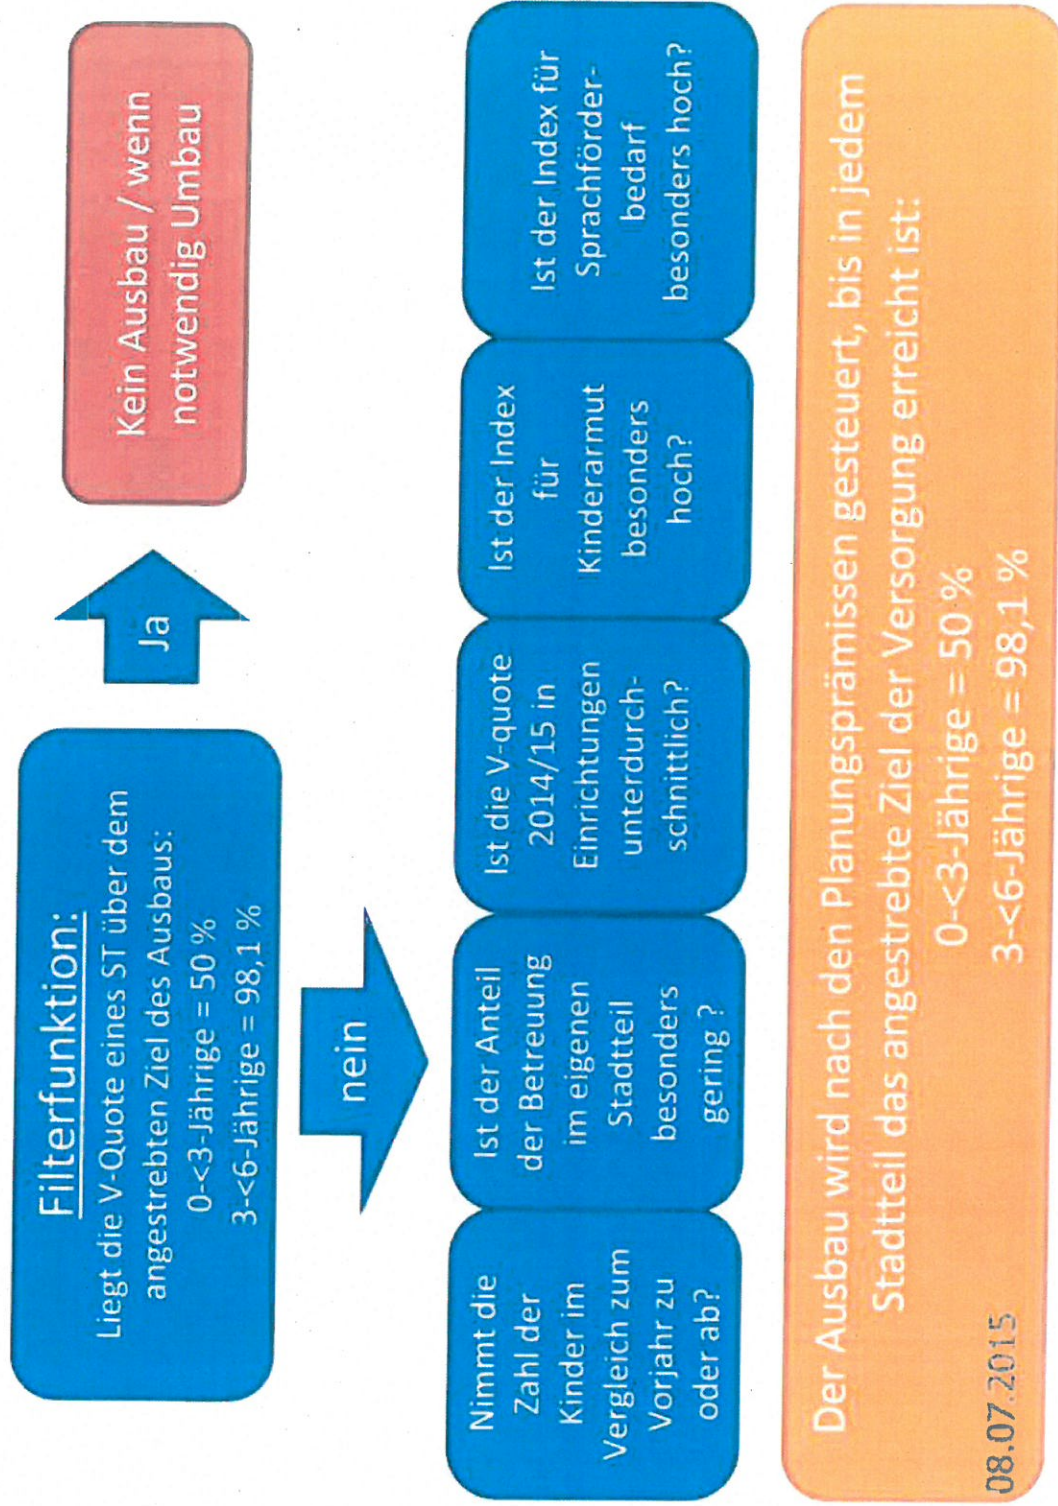 Filterfunktion:
Liegt die V-Quote eines ST über dem
angestrebten Ziel des Ausbaus:
0-<3-Jährige = 50 %
3-<6-Jährige = 98,1 %
Ja
Kein Ausbau / wenn
notwendig Umbau
nein
Nimmt die
Zahl der
Kinder im
Vergleich zum
Vorjahr zu
oder ab?
Ist der Anteil
der Betreuung
im eigenen
Stadtteil
besonders
gering ?
Ist die V-quote
2014/15 in
Einrichtungen
unterdurch-
schnittlich?
Ist der Index
für
Kinderarmut
besonders
hoch?
Ist der Index für
Sprachförder-
bedarf
besonders hoch?
Der Ausbau wird nach den Planungsprämissen gesteuert, bis in jedem
Stadtteil das angestrebte Ziel der Versorgung erreicht ist:
0-<3-Jährige = 50 %
3-<6-Jährige = 98,1 %
08.07.2015